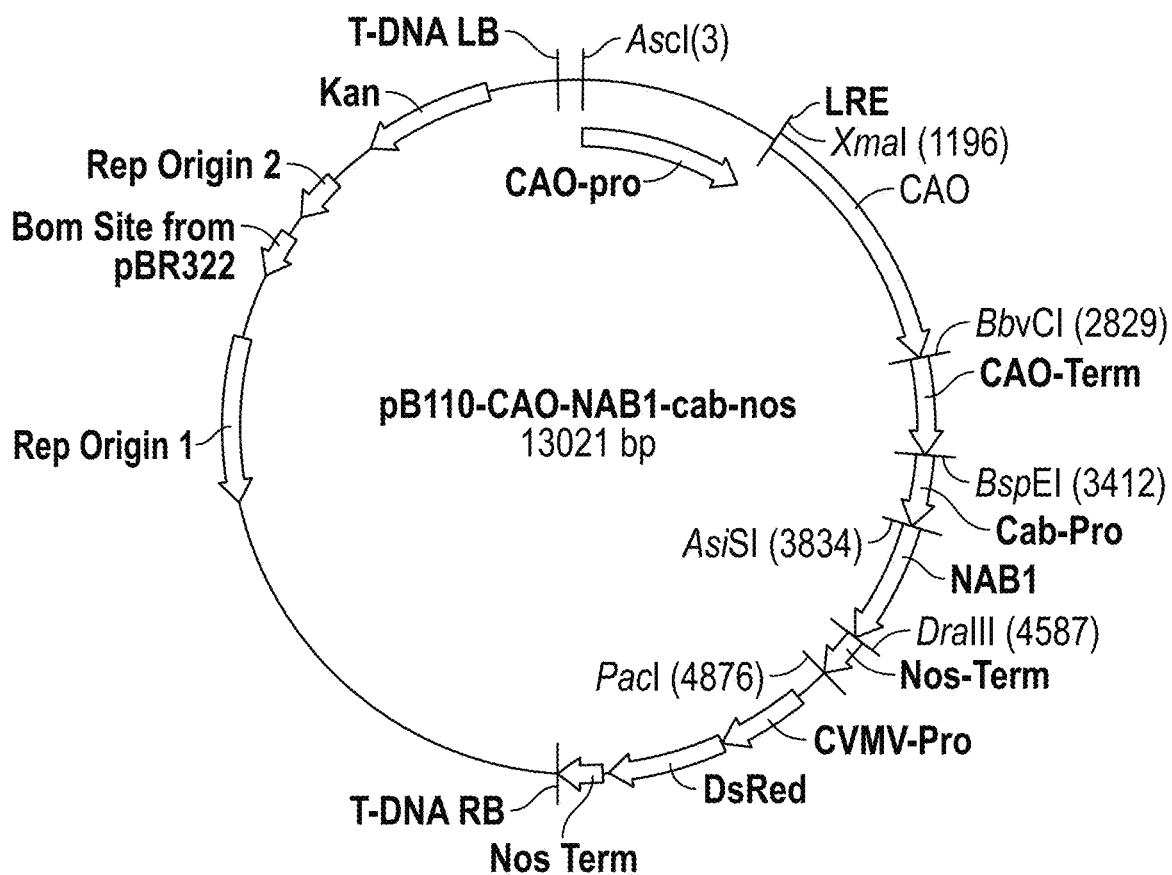 T-DNA LB
AscI(3)
Kan
LRE
XmaI (1196)
Rep Origin 2
CAO-pro
CAO
Bom Site from
pBR322
BbvCI (2829)
CAO-Term
pB110-CAO-NAB1-cab-nos
13021 bp
Rep Origin 1
BspEI (3412)
Cab-Pro
AsiSI (3834)
NAB1
DraIII (4587)
PacI (4876)
Nos-Term
CVMV-Pro
DsRed
T-DNA RB
Nos Term